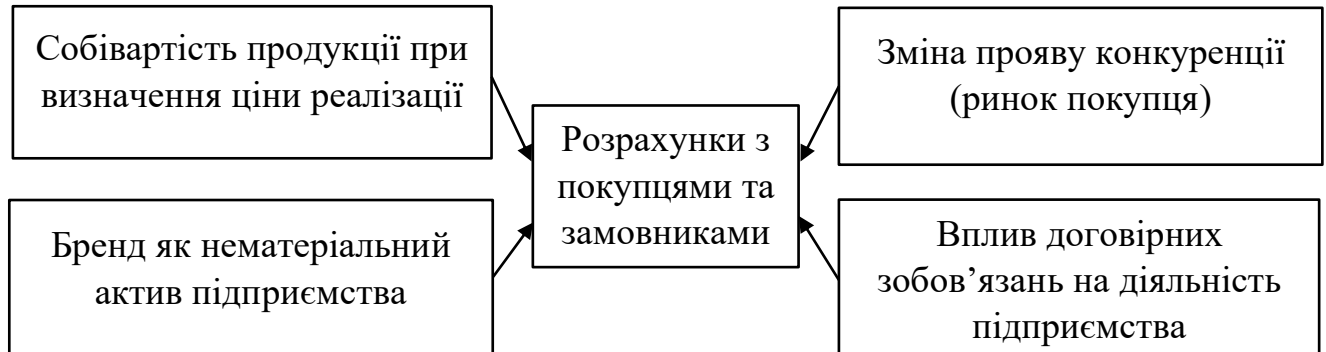 Собівартість продукції при
визначення ціни реалізації
Зміна прояву конкуренції
(ринок покупця)
Розрахунки з
покупцями та
замовниками
Бренд як нематеріальний
актив підприємства
Вплив договірних
зобов’язань на діяльність
підприємства